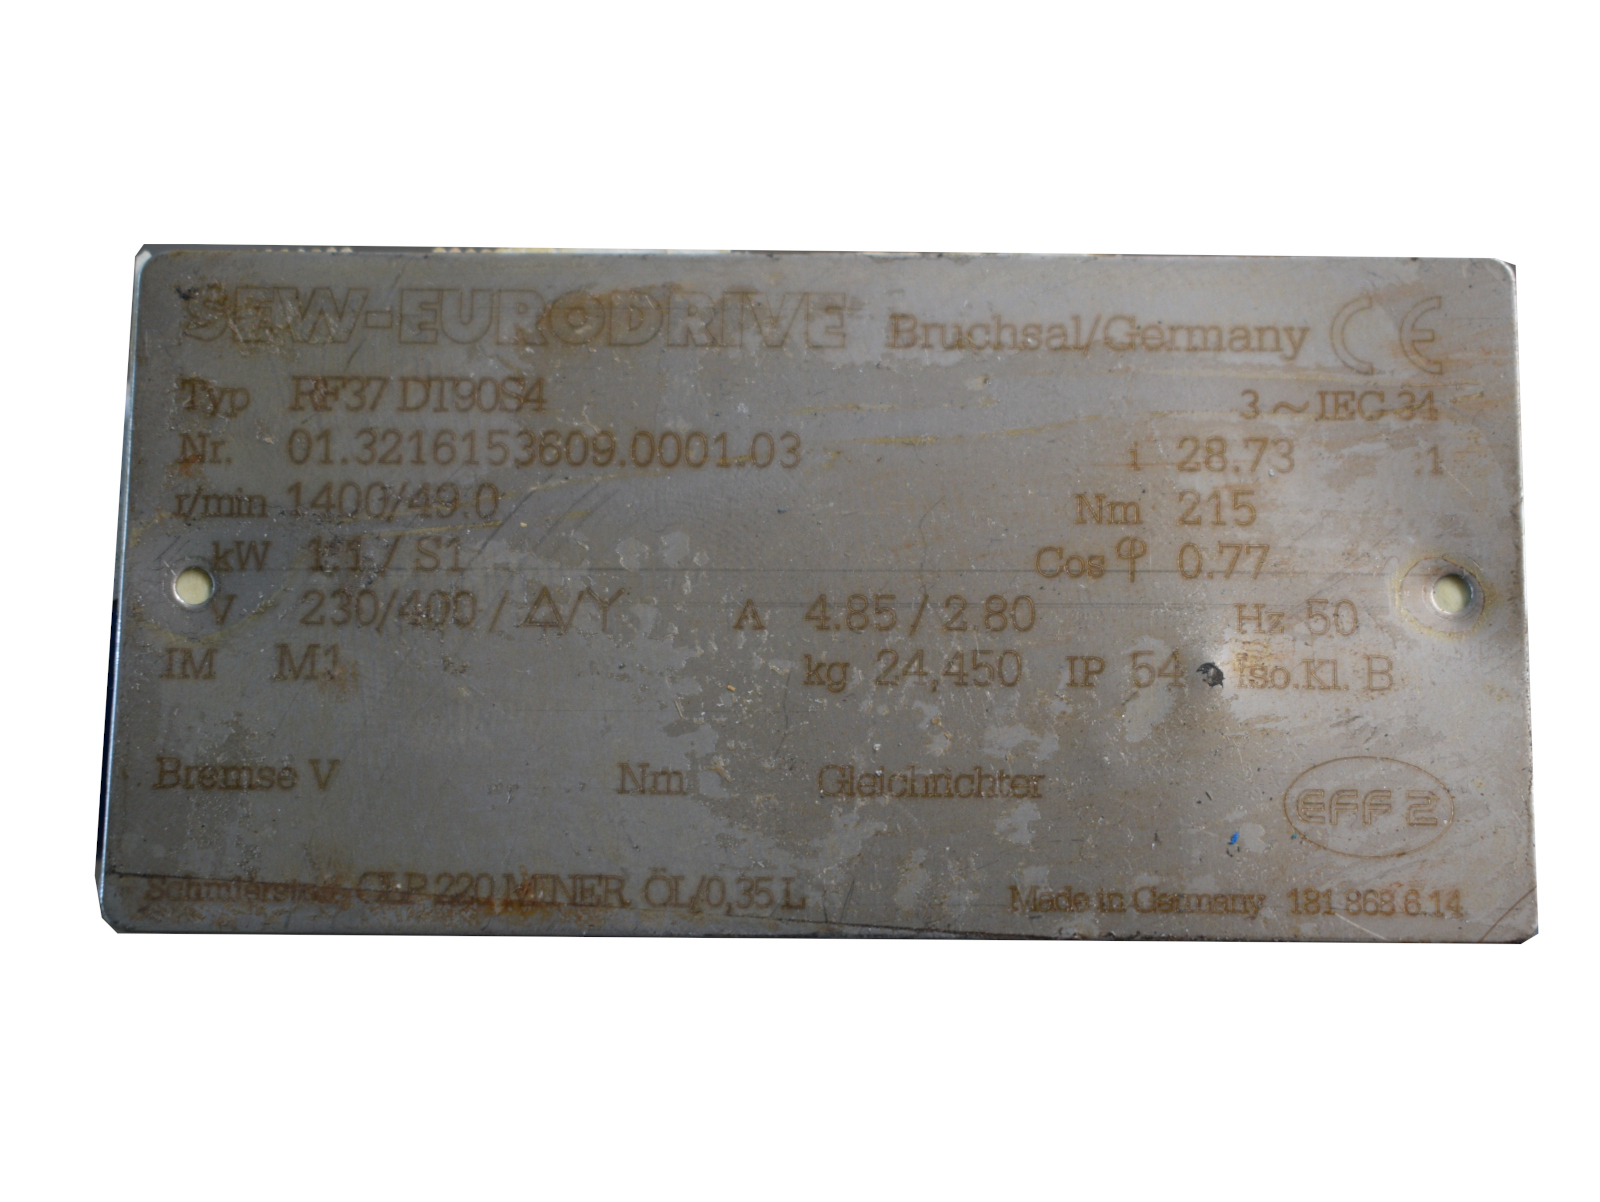 SEW-EURODRIVE Bruchsal/Germany CE
Typ RF37 DT90S4 3~IEC 34
Nr. 01.3216153609.0001.03 i 28.73 :1
r/min 1400/49.0 Nm 215
kW 1.1 / S1 Cos φ 0.77
V 230/400 / Δ/Y A 4.85 / 2.80 Hz 50
IM M1 kg 24,450 IP 54 Iso.Kl. B
Bremse V Nm Gleichrichter
EFF 2
CLP 220 MINER. ÖL/0,35 L Made in Germany 181 868 6.14